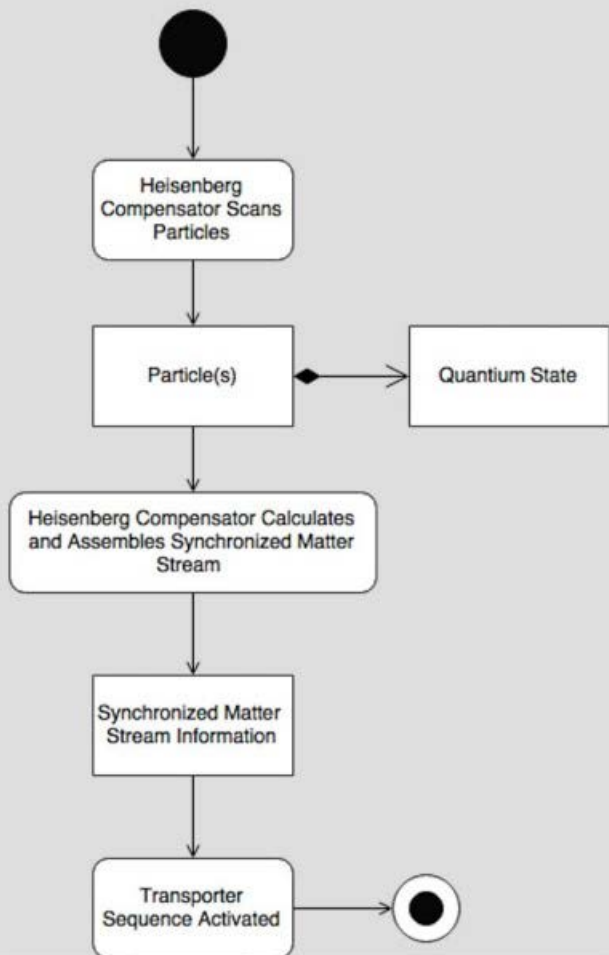 Heisenberg
Compensator Scans
Particles
Particle(s)
Quantium State
Heisenberg Compensator Calculates
and Assembles Synchronized Matter
Stream
Synchronized Matter
Stream Information
Transporter
Sequence Activated